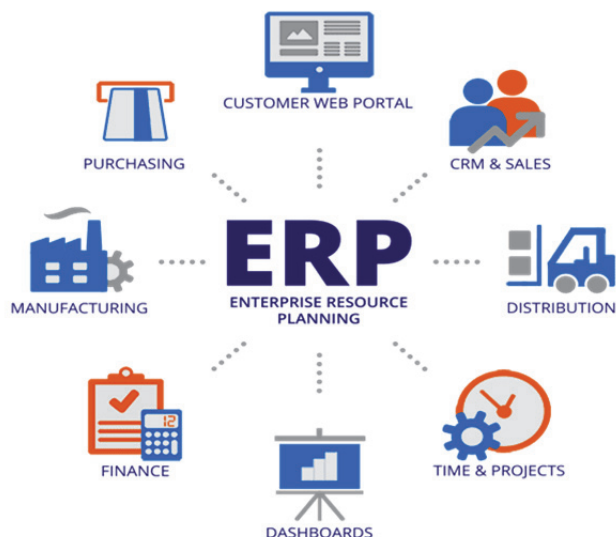 CUSTOMER WEB PORTAL
PURCHASING
CRM & SALES
ERP
ENTERPRISE RESOURCE
PLANNING
MANUFACTURING
DISTRIBUTION
12
FINANCE
TIME & PROJECTS
DASHBOARDS